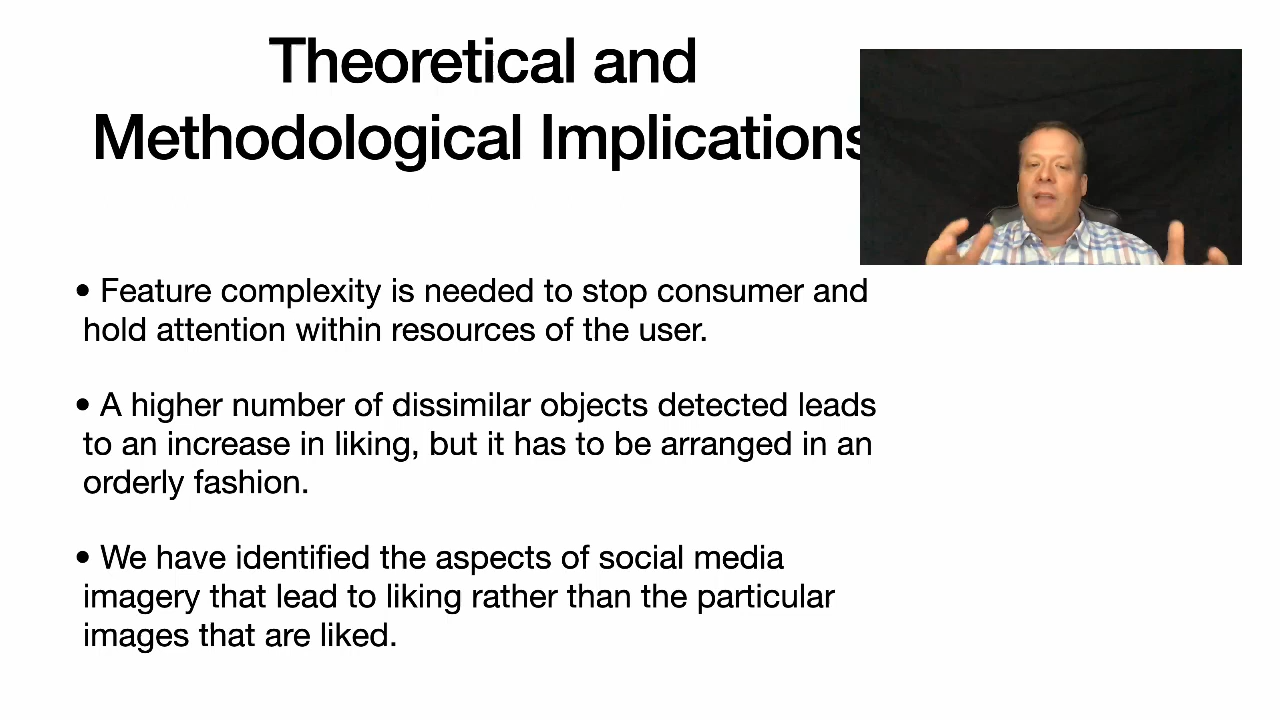 Theoretical and
Methodological Implications
• Feature complexity is needed to stop consumer and
hold attention within resources of the user.
• A higher number of dissimilar objects detected leads
to an increase in liking, but it has to be arranged in an
orderly fashion.
• We have identified the aspects of social media
imagery that lead to liking rather than the particular
images that are liked.